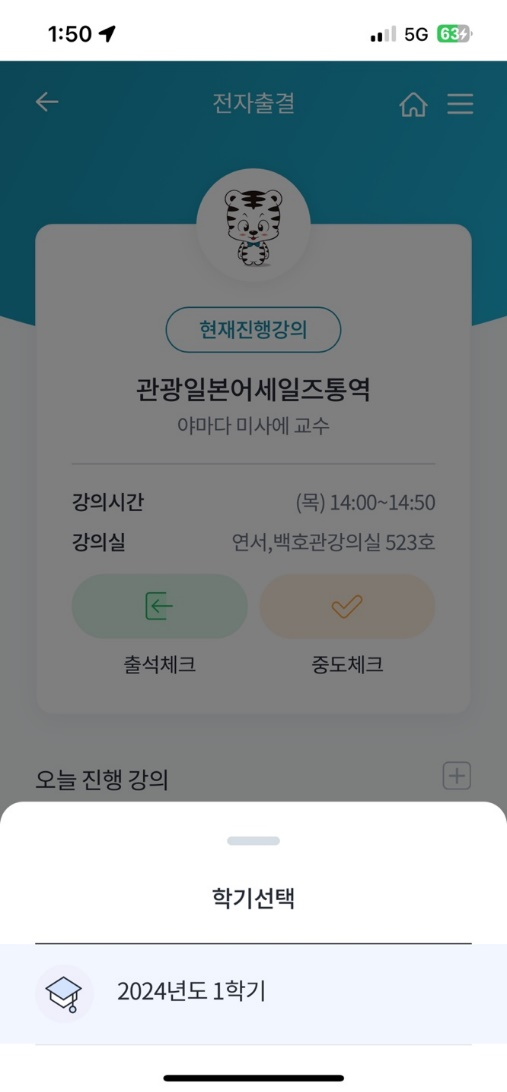 1:50
5G
63
전자출결
현재진행강의
관광일본어세일즈통역
야마다 미사에 교수
강의시간 (목) 14:00~14:50
강의실 연서,백호관강의실 523호
출석체크 중도체크
오늘 진행 강의
학기선택
2024년도 1학기